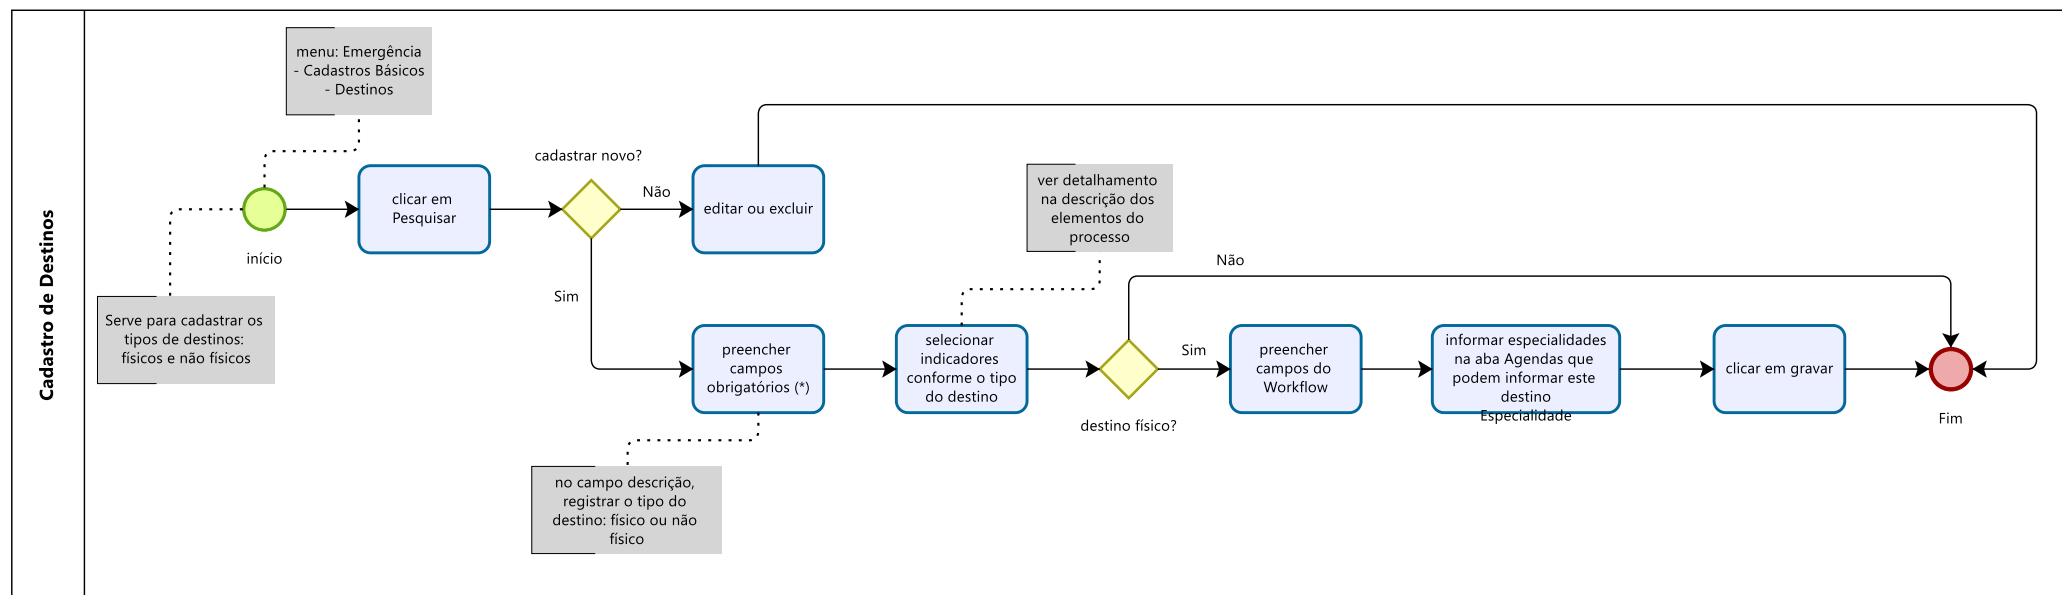 Cadastro de Destinos
menu: Emergência
- Cadastros Básicos
- Destinos
início
Serve para cadastrar os
tipos de destinos:
físicos e não físicos
clicar em
Pesquisar
cadastrar novo?
Não
editar ou excluir
Sim
preencher
campos
obrigatórios (*)
no campo descrição,
registrar o tipo do
destino: físico ou não
físico
selecionar
indicadores
conforme o tipo
do destino
ver detalhamento
na descrição dos
elementos do
processo
destino físico?
Não
Sim
preencher
campos do
Workflow
informar especialidades
na aba Agendas que
podem informar este
destino
Especialidade
clicar em gravar
Fim